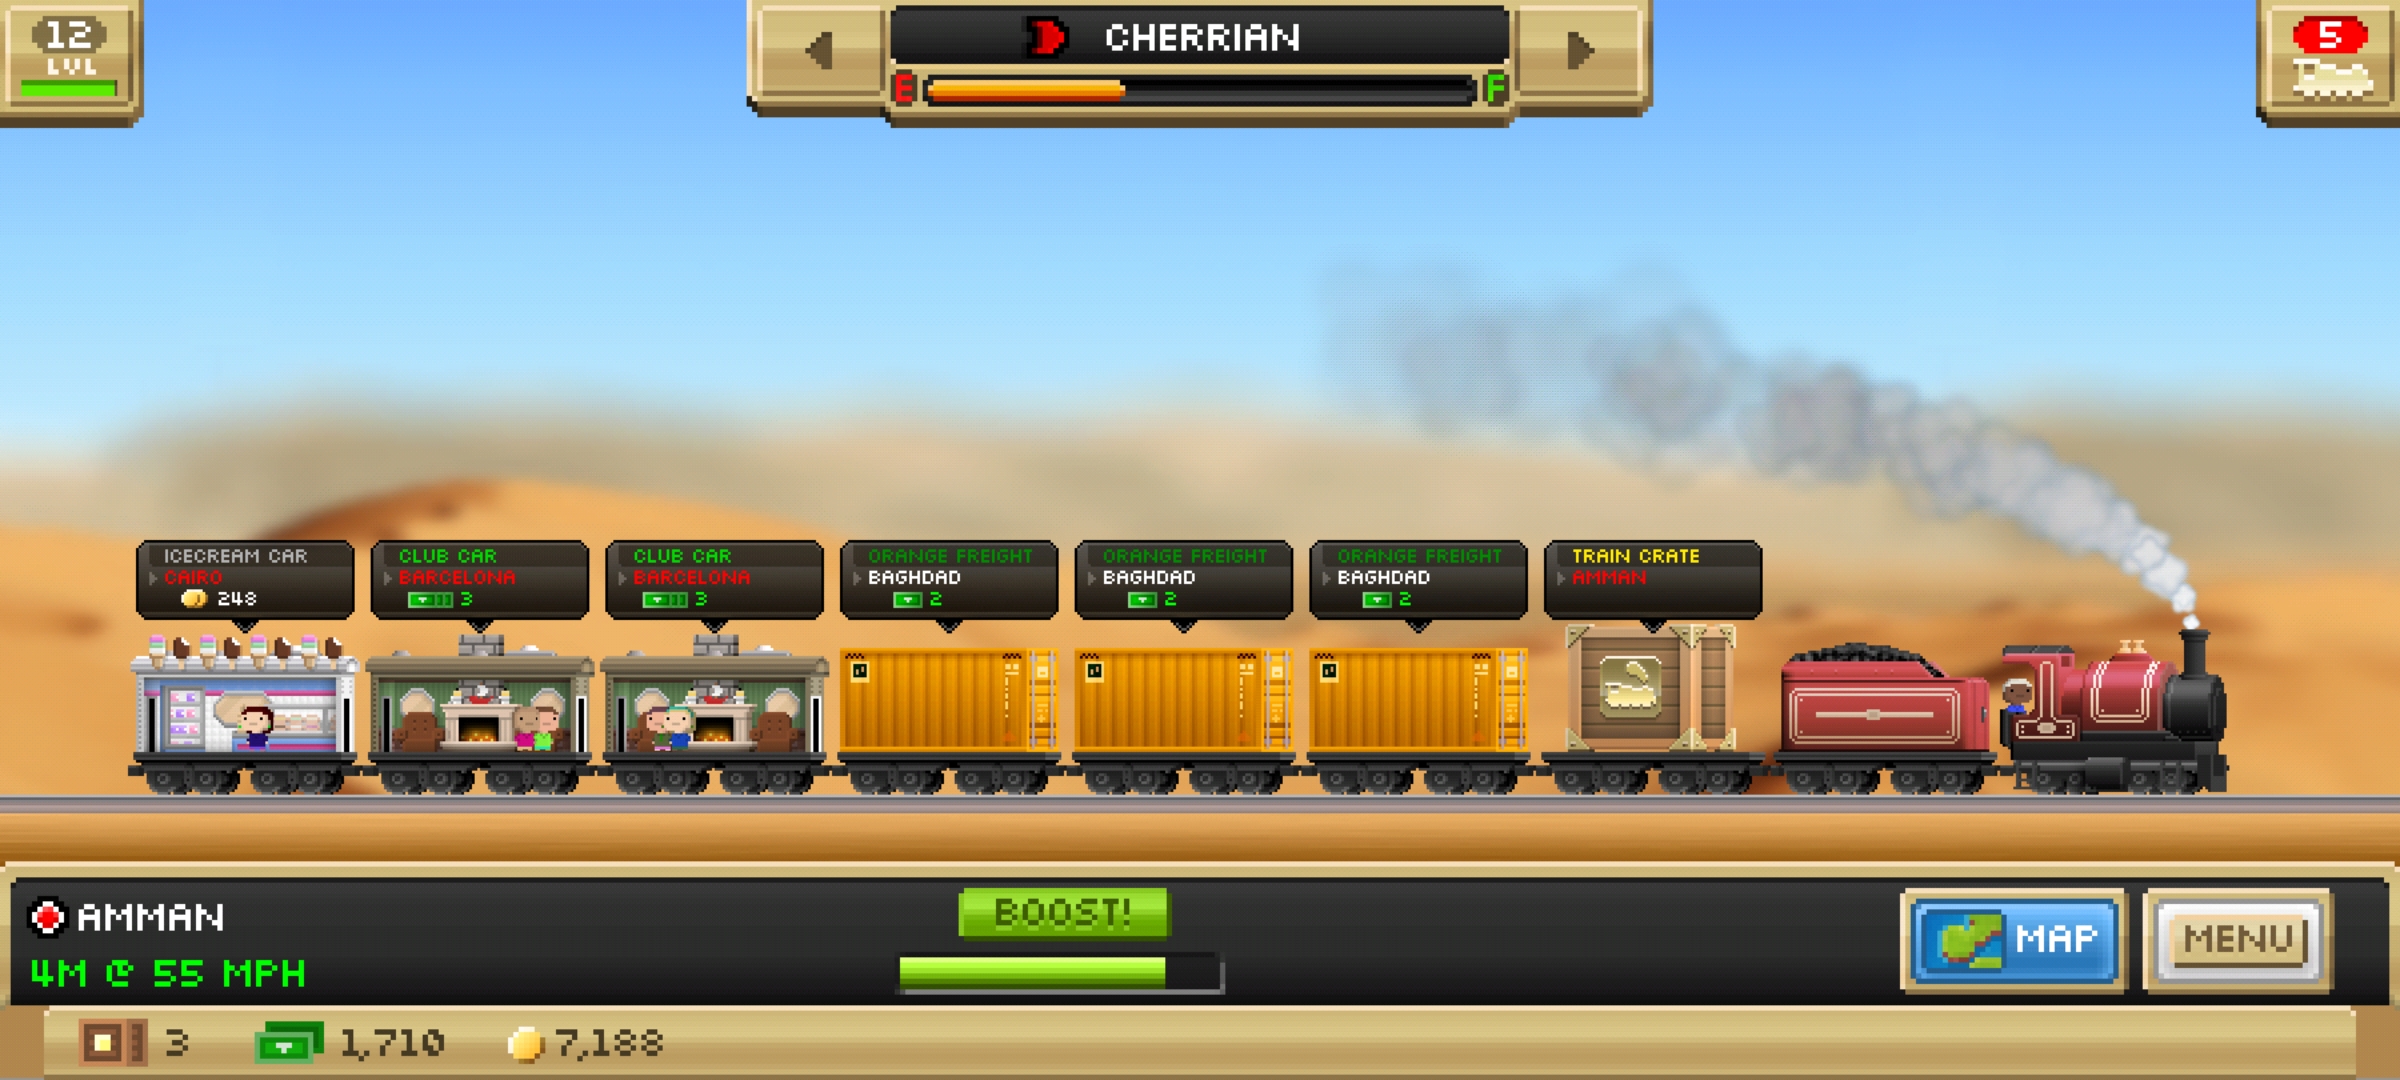 12
LVL
CHERRIAN
E F
5
ICECREAM CAR
CAIRO
248
CLUB CAR
BARCELONA
3
CLUB CAR
BARCELONA
3
ORANGE FREIGHT
BAGHDAD
2
ORANGE FREIGHT
BAGHDAD
2
ORANGE FREIGHT
BAGHDAD
2
TRAIN CRATE
AMMAN
AMMAN
4M @ 55 MPH
BOOST!
MAP
MENU
3
1,710
7,188